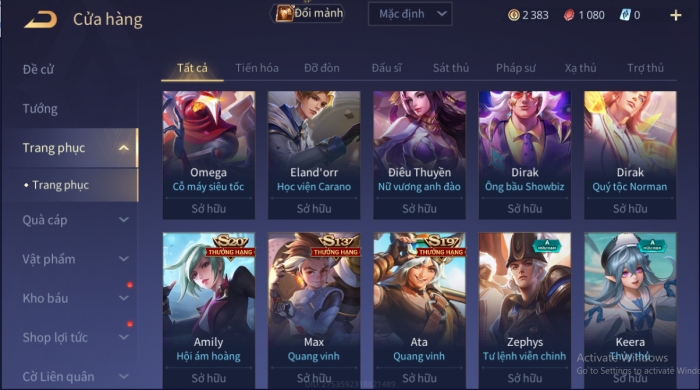 Cửa hàng
Đổi mảnh
Mặc định
2 383
1 080
0
Đề cử
Tướng
Trang phục
Trang phục
Quà cáp
Vật phẩm
Kho báu
Shop lợi tức
Cờ Liên quân
Tất cả
Tiến hóa
Đỡ đòn
Đấu sĩ
Sát thủ
Pháp sư
Xạ thủ
Trợ thủ
Omega
Cỗ máy siêu tốc
Sở hữu
Eland'orr
Học viện Carano
Sở hữu
Điêu Thuyền
Nữ vương anh đào
Sở hữu
Dirak
Ông bầu Showbiz
Sở hữu
Dirak
Quý tộc Norman
Sở hữu
S20
THƯỞNG HẠNG
Amily
Hội ám hoàng
Sở hữu
S13
THƯỞNG HẠNG
Max
Quang vinh
Sở hữu
S19
THƯỞNG HẠNG
Ata
Quang vinh
Sở hữu
A
HỮU HẠN
Zephys
Tư lệnh viễn chinh
Sở hữu
A
HỮU HẠN
Keera
Thủy thủ
Sở hữu
Activate Windows
Go to Settings to activate Wind